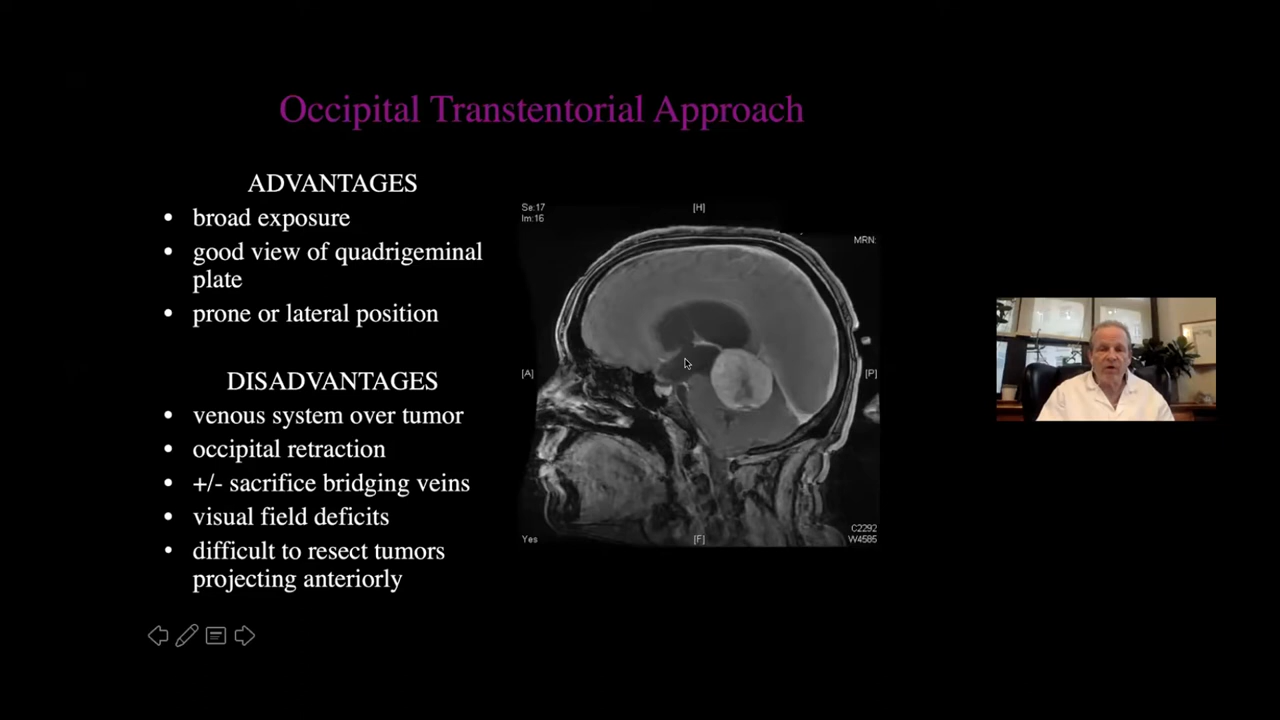 Occipital Transtentorial Approach
ADVANTAGES
• broad exposure
• good view of quadrigeminal
plate
• prone or lateral position
DISADVANTAGES
• venous system over tumor
• occipital retraction
• +/- sacrifice bridging veins
• visual field deficits
• difficult to resect tumors
projecting anteriorly
Se:17
Im:16
[H]
MRN:
[A]
[P]
Yes
[F]
C2292
W4585